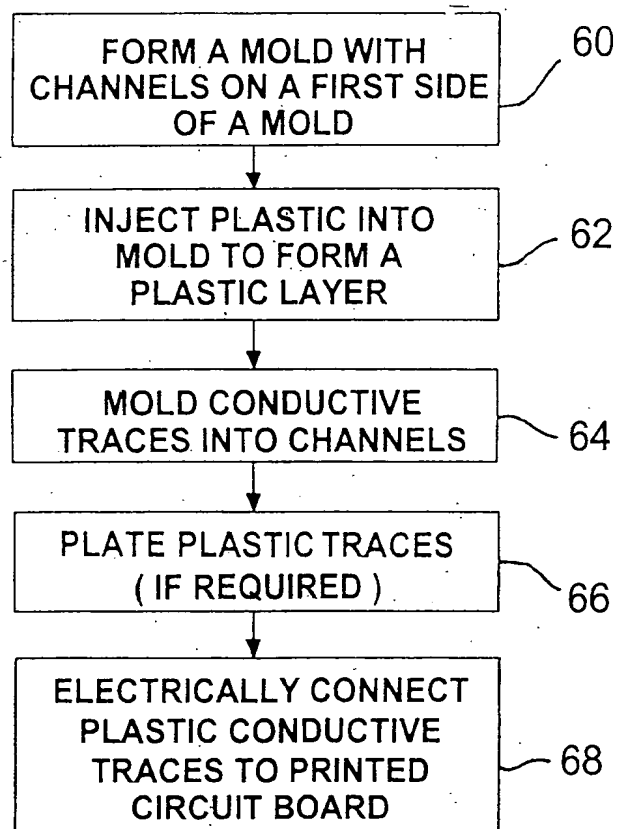 FORM A MOLD WITH
CHANNELS ON A FIRST SIDE
OF A MOLD
60
INJECT PLASTIC INTO
MOLD TO FORM A
PLASTIC LAYER
62
MOLD CONDUCTIVE
TRACES INTO CHANNELS
64
PLATE PLASTIC TRACES
( IF REQUIRED )
66
ELECTRICALLY CONNECT
PLASTIC CONDUCTIVE
TRACES TO PRINTED
CIRCUIT BOARD
68